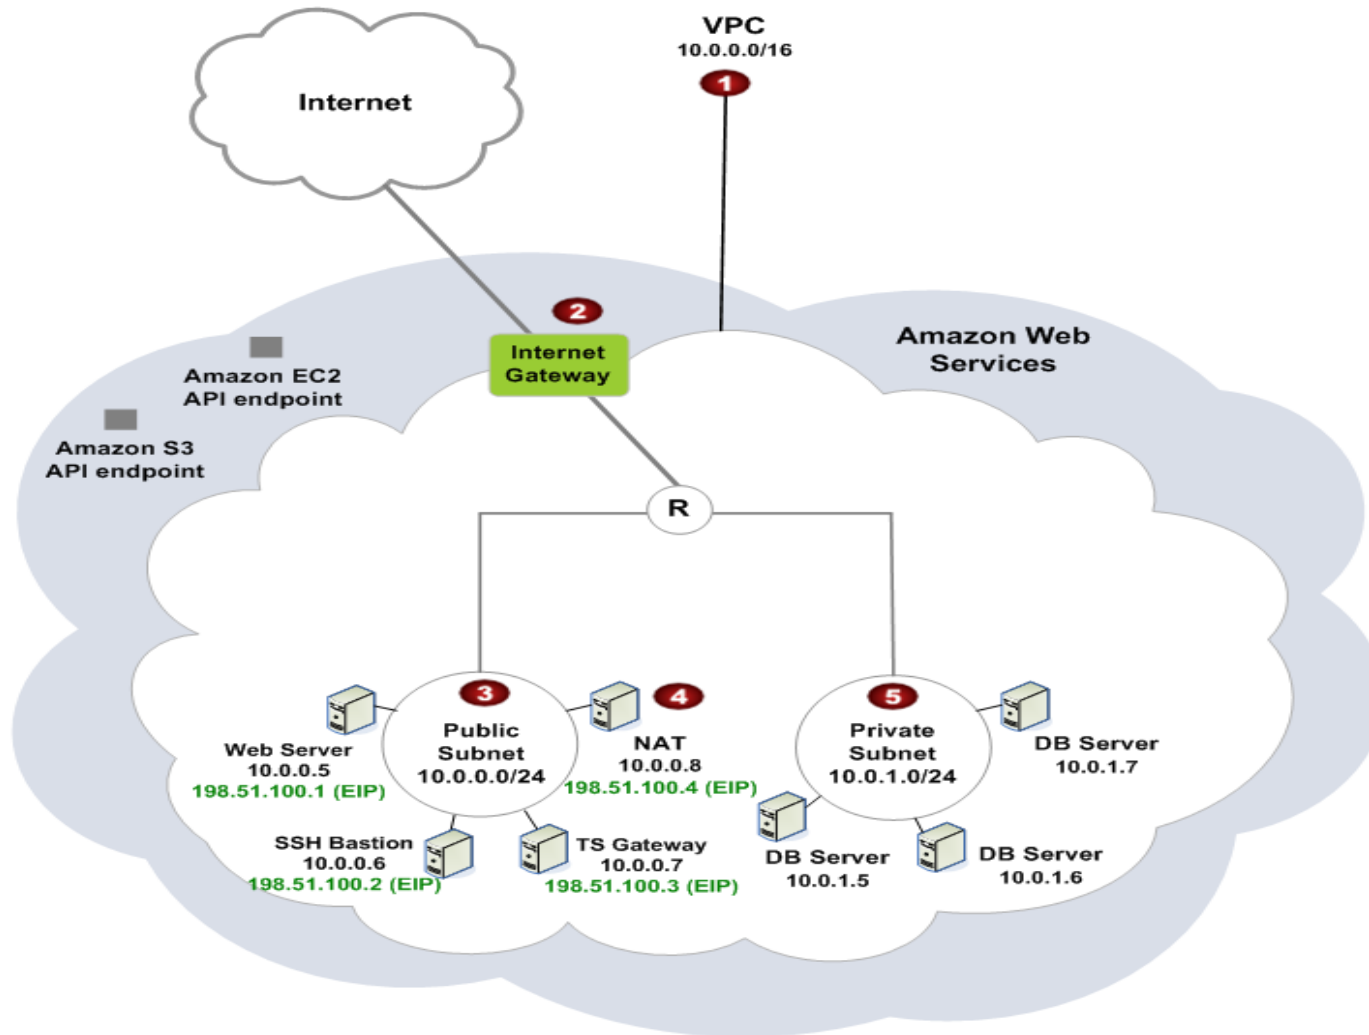 VPC
10.0.0.0/16
1
Internet
2
Internet
Gateway
Amazon Web
Services
Amazon EC2
API endpoint
Amazon S3
API endpoint
R
3
Public
Subnet
10.0.0.0/24
Web Server
10.0.0.5
198.51.100.1 (EIP)
4
NAT
10.0.0.8
198.51.100.4 (EIP)
SSH Bastion
10.0.0.6
198.51.100.2 (EIP)
TS Gateway
10.0.0.7
198.51.100.3 (EIP)
5
Private
Subnet
10.0.1.0/24
DB Server
10.0.1.7
DB Server
10.0.1.5
DB Server
10.0.1.6